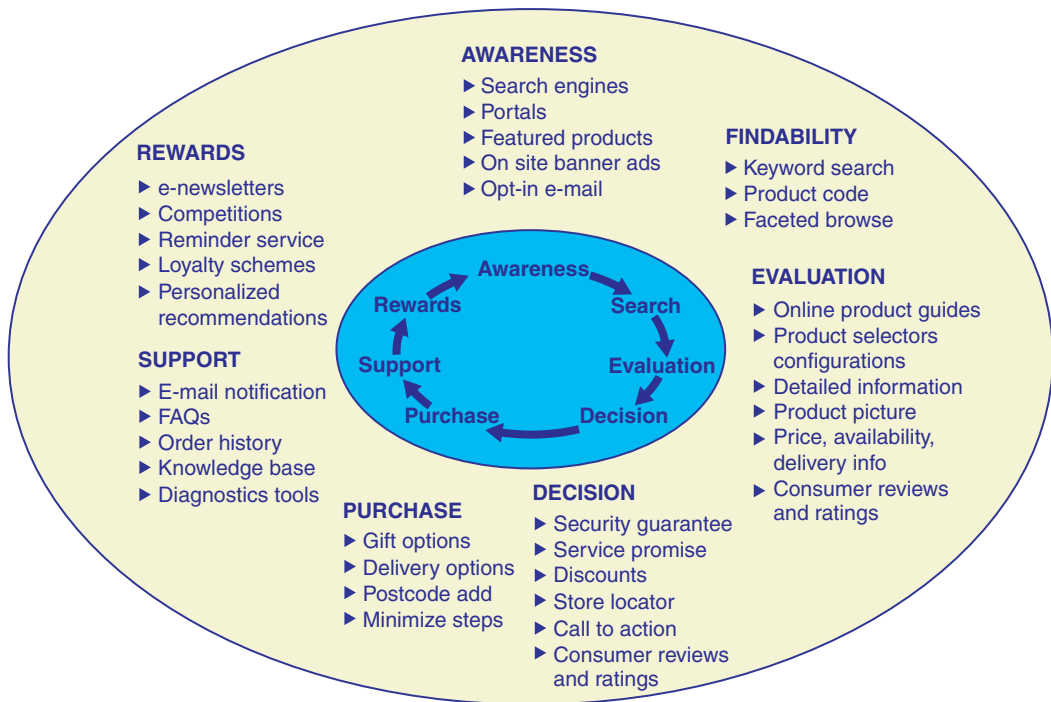 AWARENESS
▶ Search engines
▶ Portals
▶ Featured products
▶ On site banner ads
▶ Opt-in e-mail
FINDABILITY
▶ Keyword search
▶ Product code
▶ Faceted browse
EVALUATION
▶ Online product guides
▶ Product selectors
configurations
▶ Detailed information
▶ Product picture
▶ Price, availability,
delivery info
▶ Consumer reviews
and ratings
DECISION
▶ Security guarantee
▶ Service promise
▶ Discounts
▶ Store locator
▶ Call to action
▶ Consumer reviews
and ratings
PURCHASE
▶ Gift options
▶ Delivery options
▶ Postcode add
▶ Minimize steps
SUPPORT
▶ E-mail notification
▶ FAQs
▶ Order history
▶ Knowledge base
▶ Diagnostics tools
REWARDS
▶ e-newsletters
▶ Competitions
▶ Reminder service
▶ Loyalty schemes
▶ Personalized
recommendations
Awareness
Search
Evaluation
Decision
Purchase
Support
Rewards